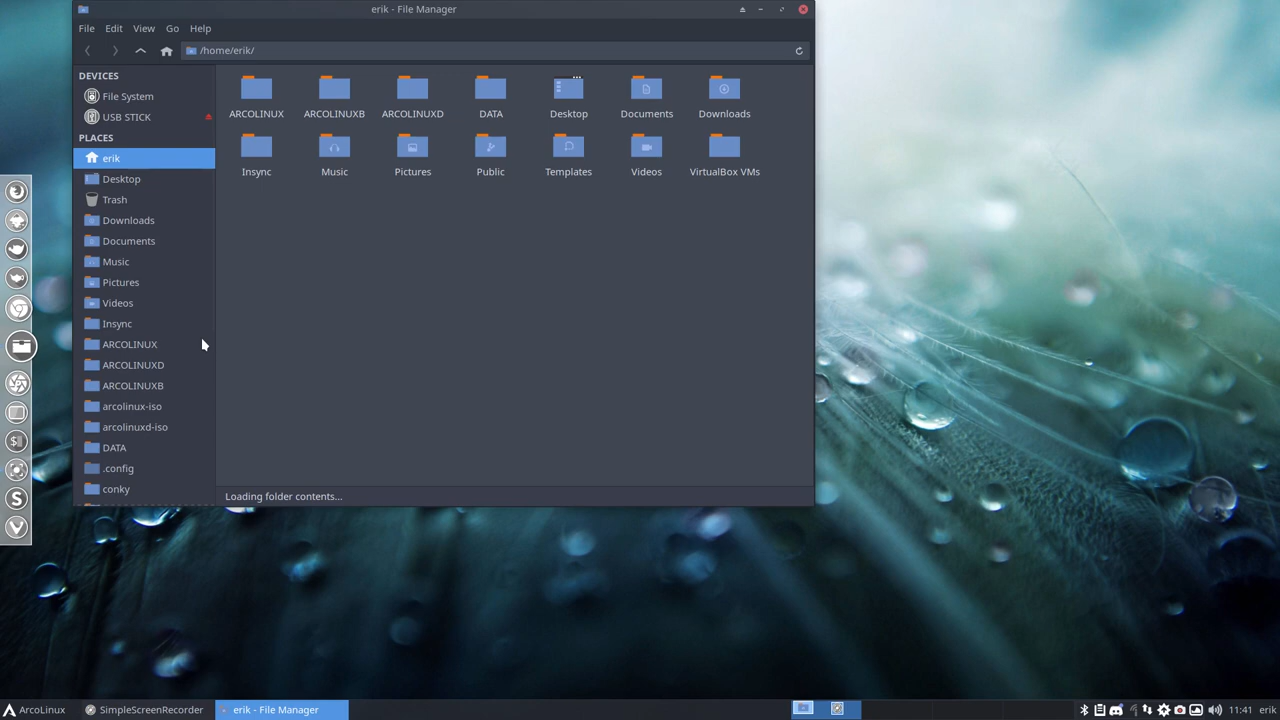 erik - File Manager
File Edit View Go Help
/home/erik/
DEVICES
File System
USB STICK
PLACES
erik
Desktop
Trash
Downloads
Documents
Music
Pictures
Videos
Insync
ARCOLINUX
ARCOLINUXD
ARCOLINUXB
arcolinux-iso
arcolinuxd-iso
DATA
.config
conky
ARCOLINUX ARCOLINUXB ARCOLINUXD DATA Desktop Documents Downloads
Insync Music Pictures Public Templates Videos VirtualBox VMs
Loading folder contents...
ArcoLinux SimpleScreenRecorder erik - File Manager 11:41 erik